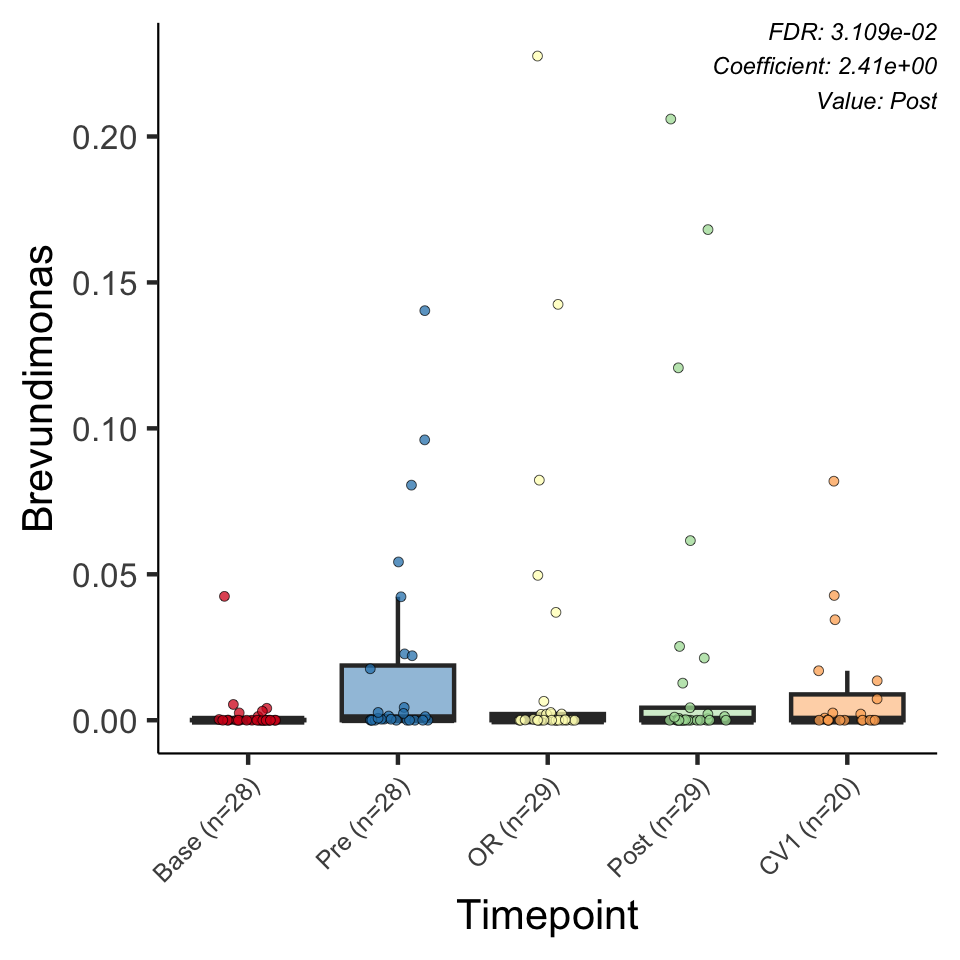 FDR: 3.109e-02
Coefficient: 2.41e+00
Value: Post
Brevundimonas
0.20
0.15
0.10
0.05
0.00
Base (n=28)
Pre (n=28)
OR (n=29)
Post (n=29)
CV1 (n=20)
Timepoint